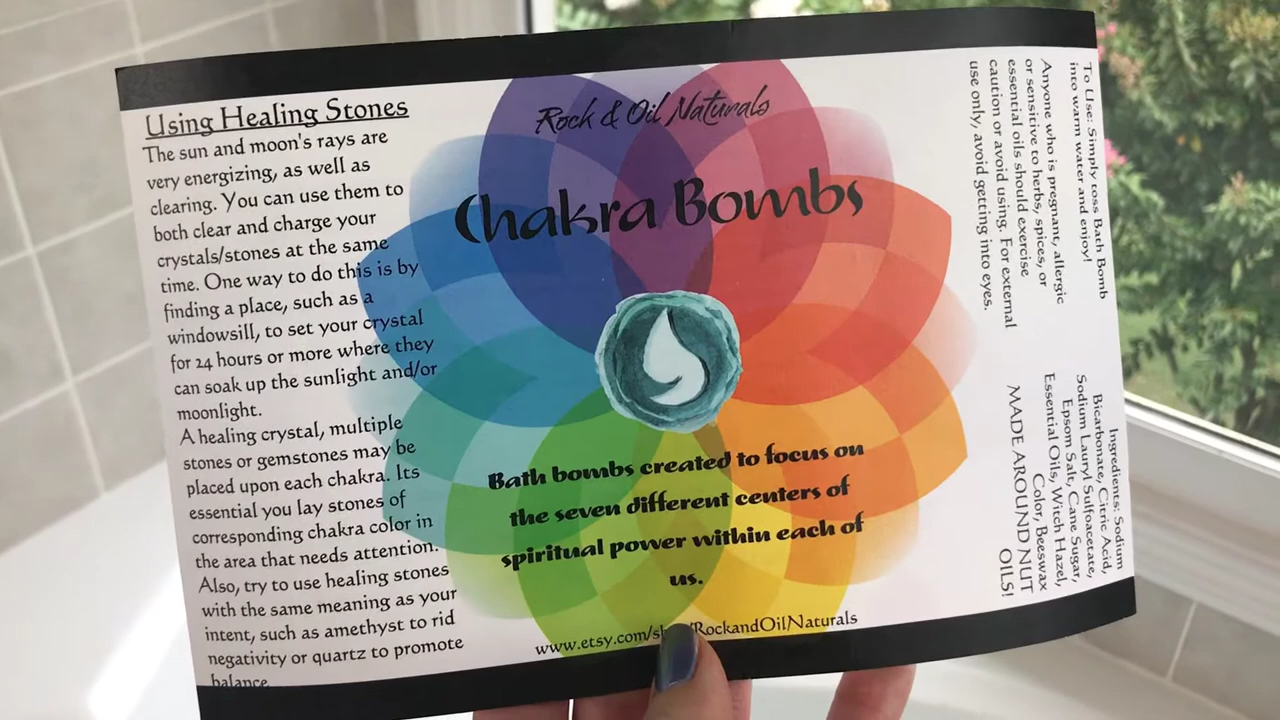 Using Healing Stones
The sun and moon's rays are
very energizing, as well as
clearing. You can use them to
both clear and charge your
crystals/stones at the same
time. One way to do this is by
finding a place, such as a
windowsill, to set your crystal
for 24 hours or more where they
can soak up the sunlight and/or
moonlight.
A healing crystal, multiple
stones or gemstones may be
placed upon each chakra. Its
essential you lay stones of
corresponding chakra color in
the area that needs attention.
Also, try to use healing stones
with the same meaning as your
intent, such as amethyst to rid
negativity or quartz to promote
balance.
Rock & Oil Naturals
Chakra Bombs
Bath bombs created to focus on
the seven different centers of
spiritual power within each of
us.
www.etsy.com/sh /RockandOilNaturals
To Use: Simply toss Bath Bomb
into warm water and enjoy!
Anyone who is pregnant, allergic
or sensitive to herbs, spices, or
essential oils should exercise
caution or avoid using. For external
use only, avoid getting into eyes.
Ingredients: Sodium
Bicarbonate, Citric Acid,
Sodium Lauryl Sulfoacetate,
Epsom Salt, Cane Sugar,
Essential Oils, Witch Hazel,
Color, Beeswax
MADE AROUND NUT
OILS!